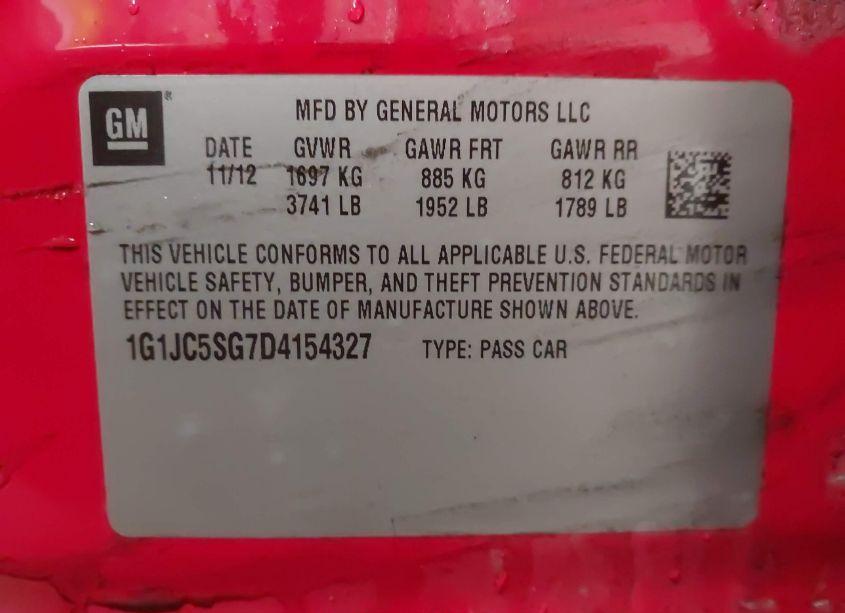 GM®
MFD BY GENERAL MOTORS LLC
DATE GVWR GAWR FRT GAWR RR
11/12 1697 KG 885 KG 812 KG
3741 LB 1952 LB 1789 LB
THIS VEHICLE CONFORMS TO ALL APPLICABLE U.S. FEDERAL MOTOR
VEHICLE SAFETY, BUMPER, AND THEFT PREVENTION STANDARDS IN
EFFECT ON THE DATE OF MANUFACTURE SHOWN ABOVE.
1G1JC5SG7D4154327 TYPE: PASS CAR